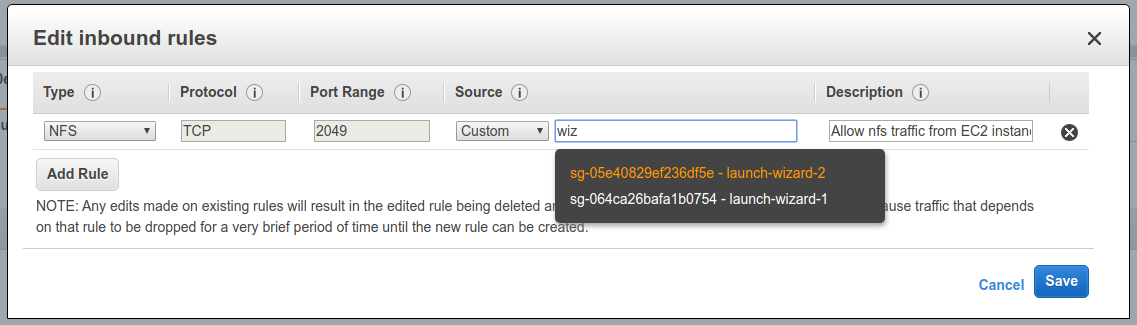 Edit inbound rules
Type Protocol Port Range Source Description
NFS TCP 2049 Custom wiz Allow nfs traffic from EC2 instan
Add Rule
sg-05e40829ef236df5e - launch-wizard-2
sg-064ca26bafa1b0754 - launch-wizard-1
NOTE: Any edits made on existing rules will result in the edited rule being deleted traffic that depends
on that rule to be dropped for a very brief period of time until the new rule can be created.
Cancel Save